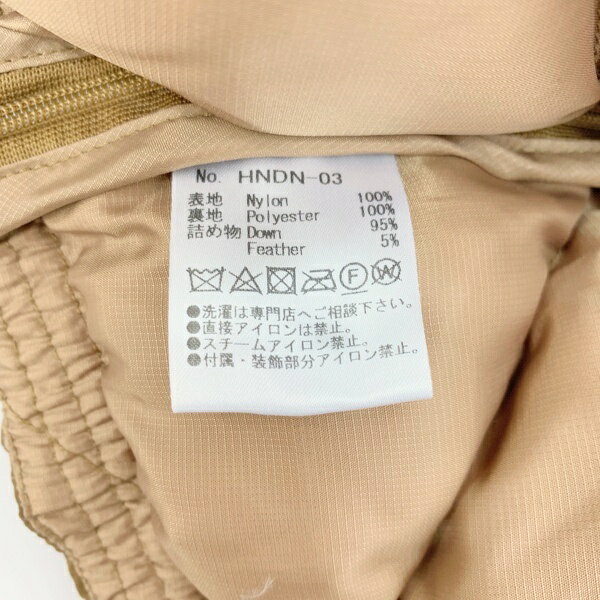 No. HNDN-03
表地 Nylon 100%
裏地 Polyester 100%
詰め物 Down 95%
Feather 5%
F W
●洗濯は専門店へご相談下さい。
●直接アイロンは禁止。
●スチームアイロン禁止。
●付属・装飾部分アイロン禁止。